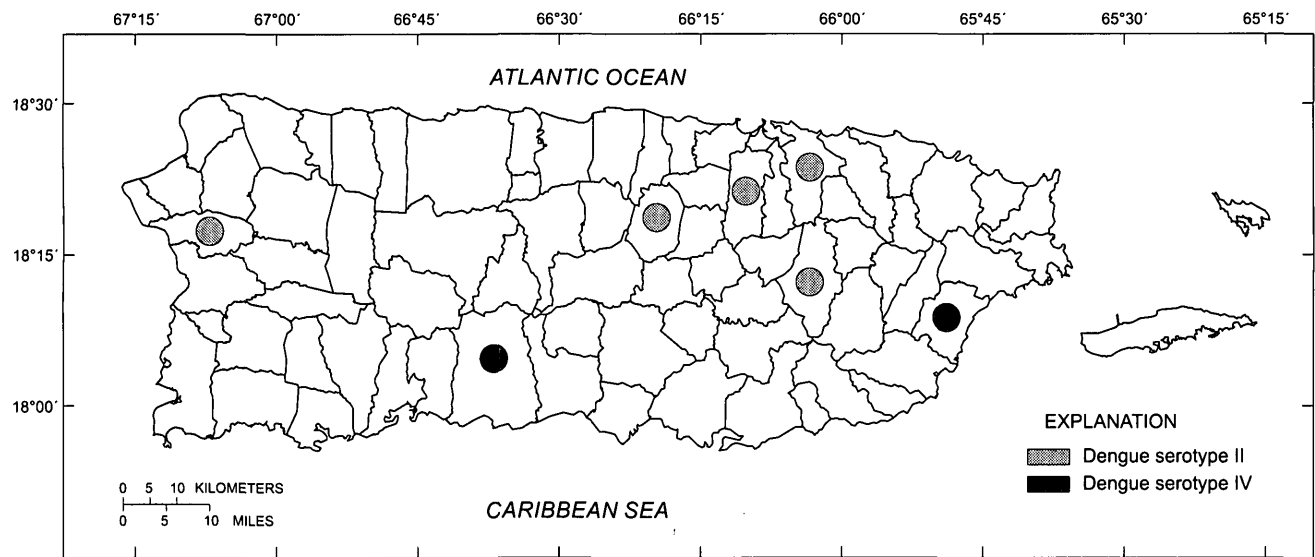 67°15′ 67°00′ 66°45′ 66°30′ 66°15′ 66°00′ 65°45′ 65°30′ 65°15′
ATLANTIC OCEAN
18°30′
18°15′
18°00′
EXPLANATION
Dengue serotype II
Dengue serotype IV
0 5 10 KILOMETERS
0 5 10 MILES
CARIBBEAN SEA